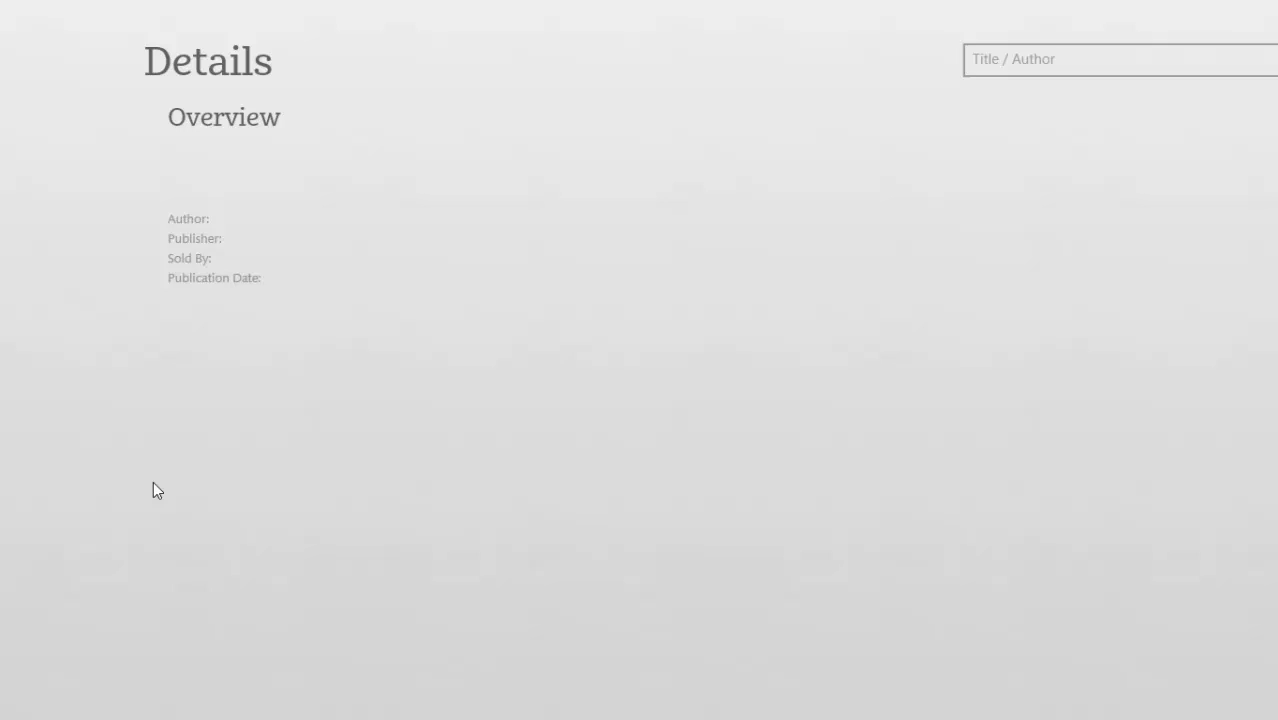 Details
Title / Author
Overview
Author:
Publisher:
Sold By:
Publication Date: